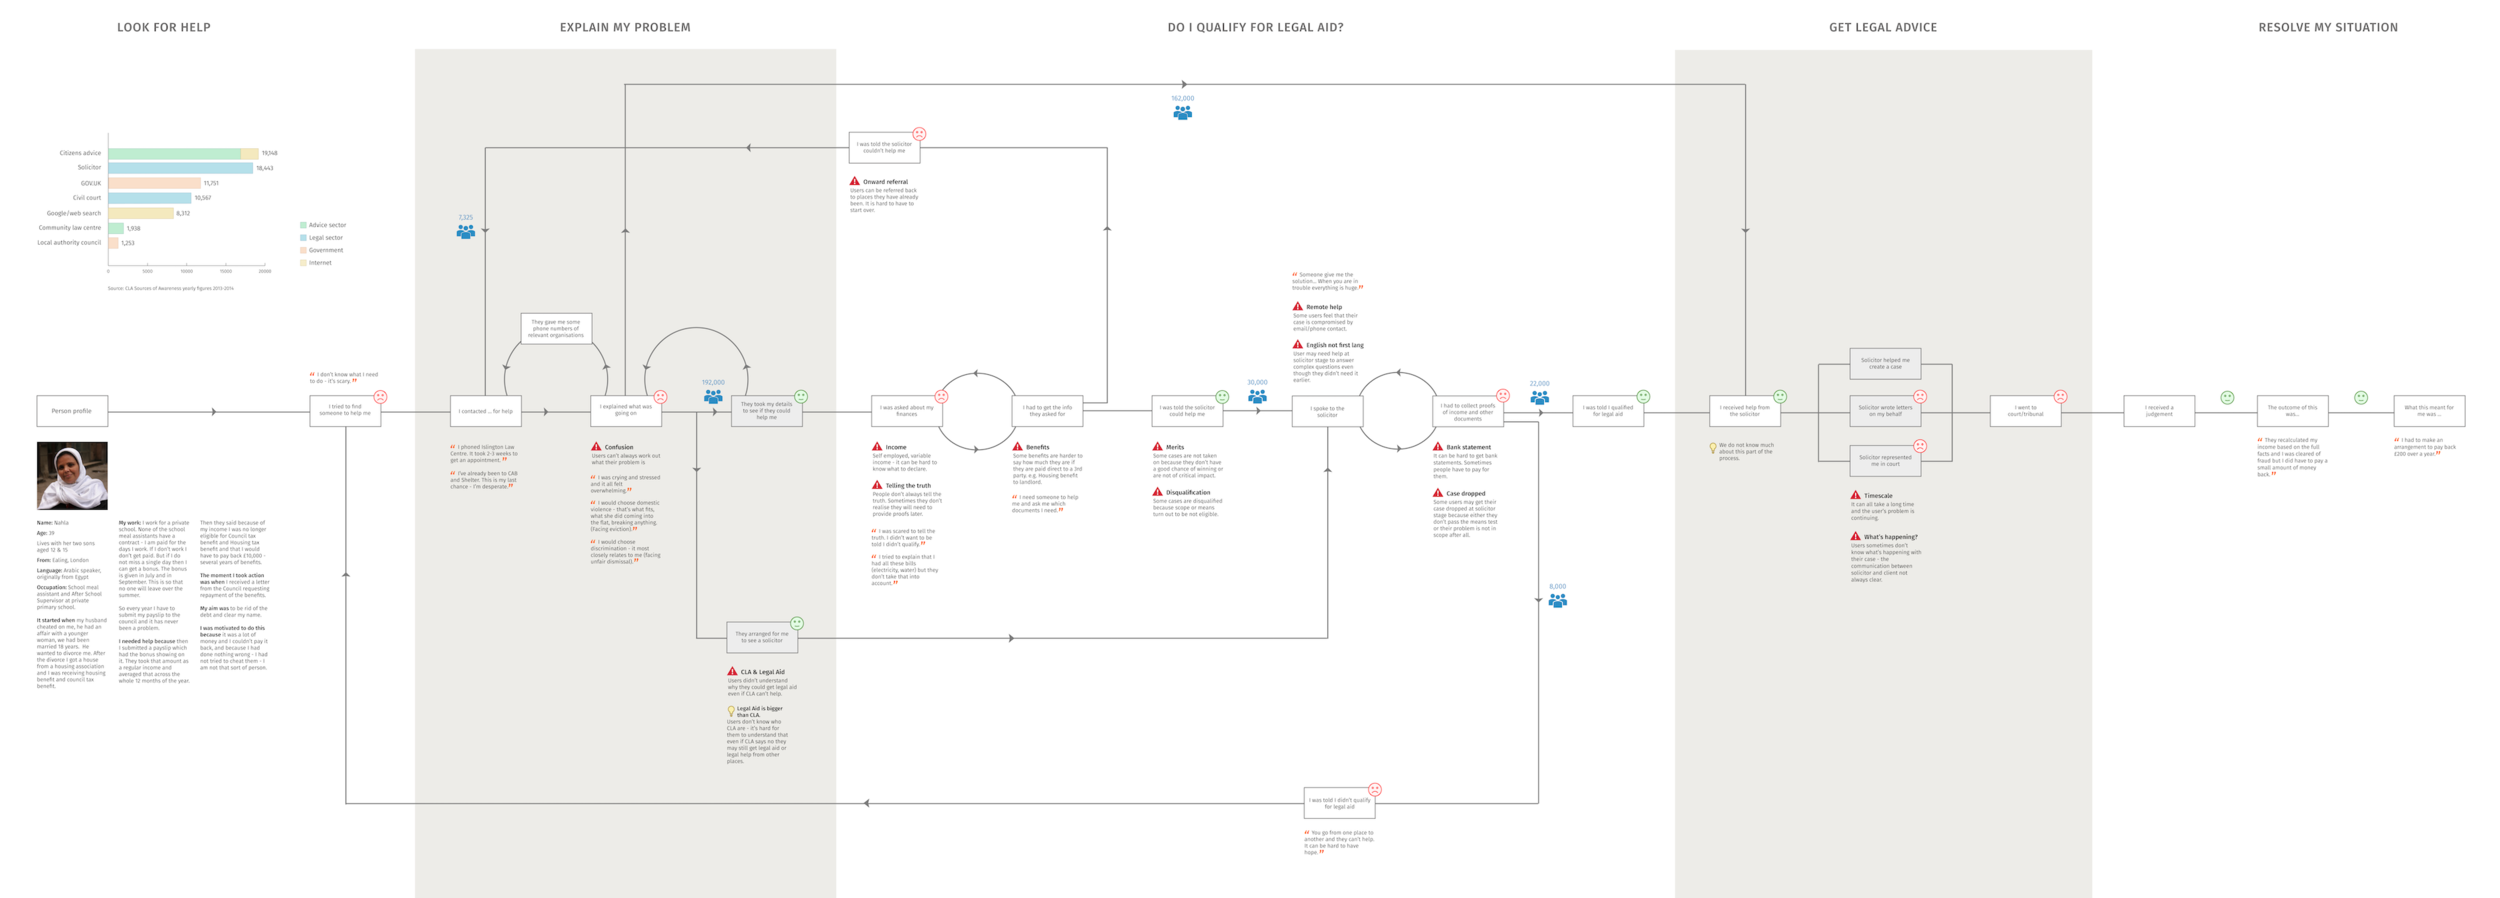 LOOK FOR HELP
EXPLAIN MY PROBLEM
DO I QUALIFY FOR LEGAL AID?
GET LEGAL ADVICE
RESOLVE MY SITUATION
Citizens advice
19,148
Solicitor
18,443
GOV.UK
11,751
Civil court
10,567
Google/web search
8,312
Community law centre
1,938
Local authority council
1,253
0
5000
10000
15000
20000
Advice sector
Legal sector
Government
Internet
Source: CLA Sources of Awareness yearly figures 2013-2014
Person profile
Name: Nahla
Age: 39
Lives with her two sons
aged 12 & 15
From: Ealing, London
Language: Arabic speaker,
originally from Egypt
Occupation: School meal
assistant and After School
Supervisor at private
primary school.
It started when my husband
cheated on me, he had an
affair with a younger
woman, we had been
married 18 years. He
wanted to divorce me. After
the divorce I got a house
from a housing association
and I was receiving housing
benefit and council tax
benefit.
My work: I work for a private
school. None of the school
meal assistants have a
contract - I am paid for the
days I work. If I don't work I
don't get paid. But if I do
not miss a single day then I
can get a bonus. The bonus
is given in July and in
September. This is so that
no one will leave over the
summer.
So every year I have to
submit my payslip to the
council and it has never
been a problem.
I needed help because then
I submitted a payslip which
had the bonus showing on
it. They took that amount as
a regular income and
averaged that across the
whole 12 months of the year.
Then they said because of
my income I was no longer
eligible for Council tax
benefit and Housing tax
benefit and that I would
have to pay back £10,000 -
several years of benefits.
The moment I took action
was when I received a letter
from the Council requesting
repayment of the benefits.
My aim was to be rid of the
debt and clear my name.
I was motivated to do this
because it was a lot of
money and I couldn't pay it
back, and because I had
done nothing wrong - I had
not tried to cheat them - I
am not that sort of person.
“ I don't know what I need
to do - it's scary. ”
I tried to find
someone to help me
7,325
They gave me some
phone numbers of
relevant organisations
I contacted ... for help
“ I phoned Islington Law
Centre. It took 2-3 weeks to
get an appointment. ”
“ I've already been to CAB
and Shelter. This is my last
chance - I'm desperate. ”
I explained what was
going on
Confusion
Users can't always work out
what their problem is
“ I was crying and stressed
and it all felt
overwhelming. ”
“ I would choose domestic
violence - that's what fits,
what she did coming into
the flat, breaking anything.
(Facing eviction). ”
“ I would choose
discrimination - it most
closely relates to me (facing
unfair dismissal). ”
192,000
They took my details
to see if they could
help me
They arranged for me
to see a solicitor
CLA & Legal Aid
Users didn't understand
why they could get legal aid
even if CLA can't help.
Legal Aid is bigger
than CLA.
Users don't know who
CLA are - it's hard for
them to understand that
even if CLA says no they
may still get legal aid or
legal help from other
places.
I was told the solicitor
couldn't help me
Onward referral
Users can be referred back
to places they have already
been. It is hard to have to
start over.
162,000
I was asked about my
finances
Income
Self employed, variable
income - it can be hard to
know what to declare.
Telling the truth
People don't always tell the
truth. Sometimes they don't
realise they will need to
provide proofs later.
“ I was scared to tell the
truth. I didn't want to be
told I didn't qualify. ”
“ I tried to explain that I
had all these bills
(electricity, water) but they
don't take that into
account. ”
I had to get the info
they asked for
Benefits
Some benefits are harder to
say how much they are if
they are paid direct to a 3rd
party. e.g. Housing benefit
to landlord.
“ I need someone to help
me and ask me which
documents I need. ”
I was told the solicitor
could help me
Merits
Some cases are not taken
on because they don't have
a good chance of winning or
are not of critical impact.
Disqualification
Some cases are disqualified
because scope or means
turn out to be not eligible.
30,000
“ Someone give me the
solution... When you are in
trouble everything is huge. ”
Remote help
Some users feel that their
case is compromised by
email/phone contact.
English not first lang
User may need help at
solicitor stage to answer
complex questions even
though they didn't need it
earlier.
I spoke to the
solicitor
I had to collect proofs
of income and other
documents
Bank statement
It can be hard to get bank
statements. Sometimes
people have to pay for
them.
Case dropped
Some users may get their
case dropped at solicitor
stage because either they
don't pass the means test
or their problem is not in
scope after all.
22,000
8,000
I was told I qualified
for legal aid
I was told I didn't qualify
for legal aid
“ You go from one place to
another and they can't help.
It can be hard to have
hope. ”
I received help from
the solicitor
We do not know much
about this part of the
process.
Solicitor helped me
create a case
Solicitor wrote letters
on my behalf
Solicitor represented
me in court
Timescale
It can all take a long time
and the user's problem is
continuing.
What's happening?
Users sometimes don't
know what's happening with
their case - the
communication between
solicitor and client not
always clear.
I went to
court/tribunal
I received a
judgement
The outcome of this
was...
“ They recalculated my
income based on the full
facts and I was cleared of
fraud but I did have to pay a
small amount of money
back. ”
What this meant for
me was ...
“ I had to make an
arrangement to pay back
£200 over a year. ”